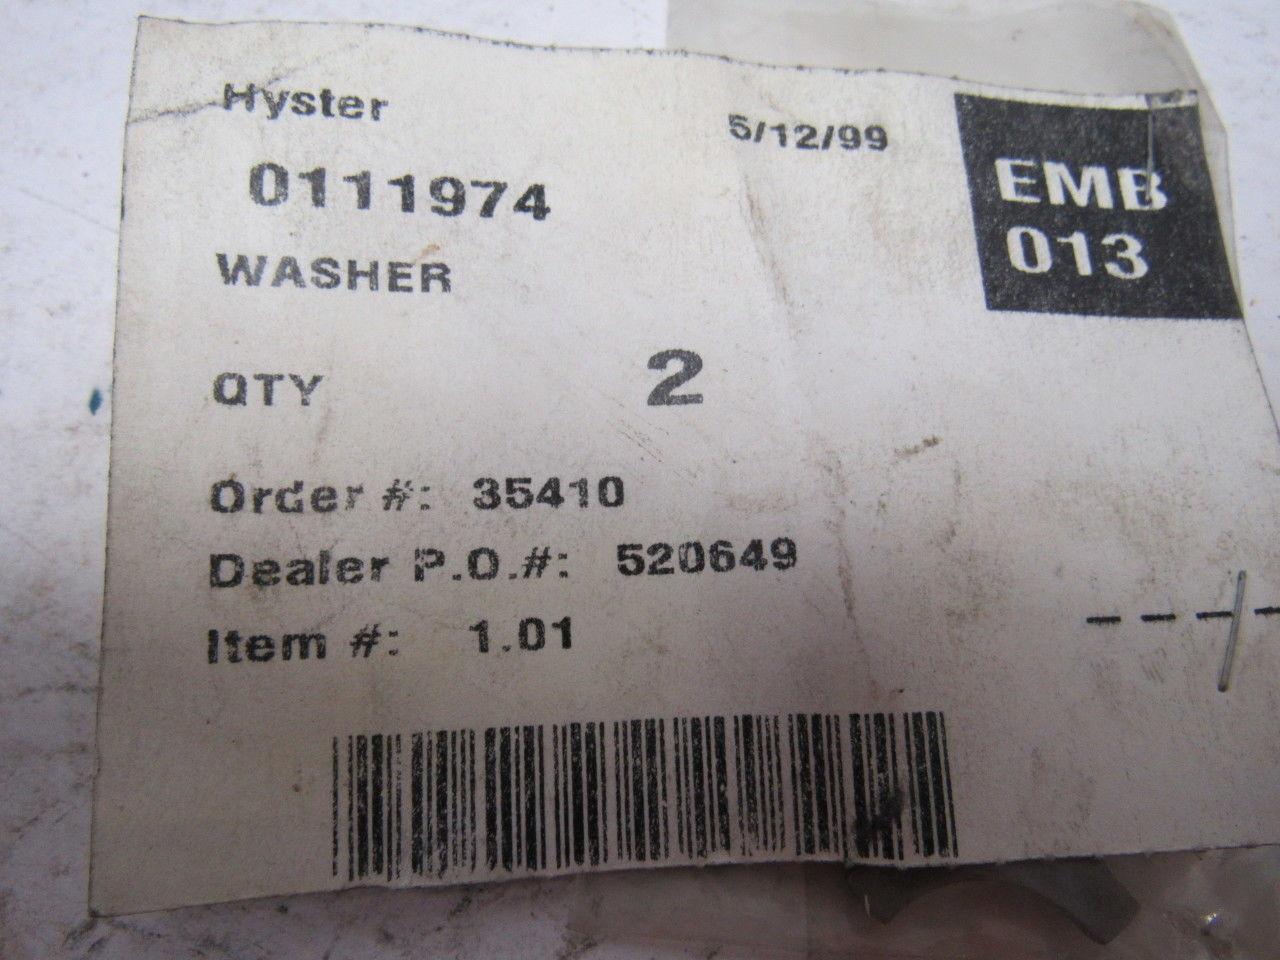 Hyster
5/12/99
EMB
013
0111974
WASHER
QTY 2
Order #: 35410
Dealer P.O.#: 520649
Item #: 1.01